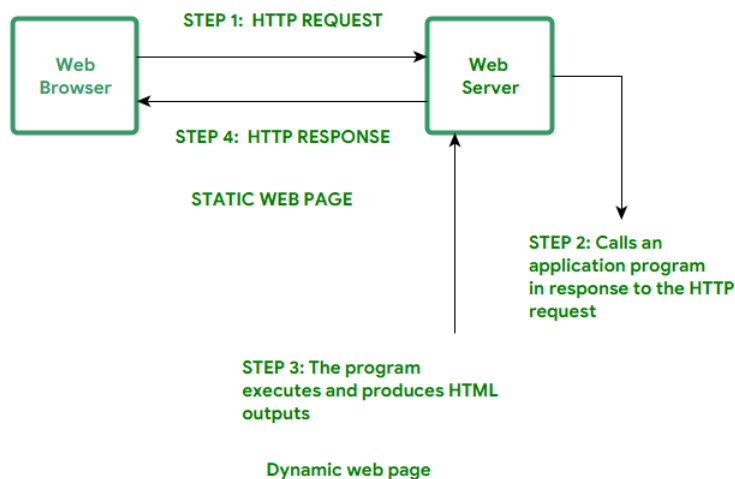 STEP 1: HTTP REQUEST
Web
Browser
Web
Server
STEP 4: HTTP RESPONSE
STATIC WEB PAGE
STEP 2: Calls an
application program
in response to the HTTP
request
STEP 3: The program
executes and produces HTML
outputs
Dynamic web page